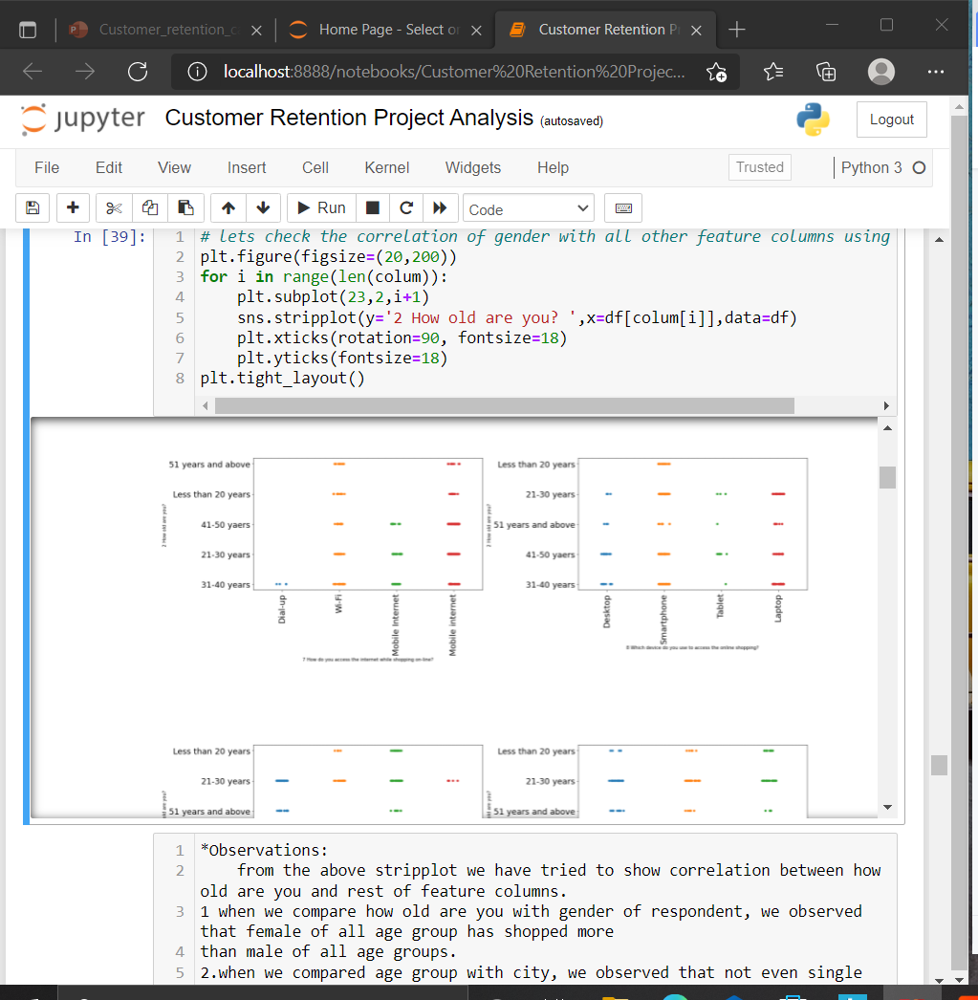 Customer_retention_c
Home Page - Select or
Customer Retention P
localhost:8888/notebooks/Customer%20Retention%20Projec...
jupyter
Customer Retention Project Analysis (autosaved)
Logout
File Edit View Insert Cell Kernel Widgets Help
Trusted
Python 3
Run
Code
In [39]:
1 # lets check the correlation of gender with all other feature columns using
2 plt.figure(figsize=(20,200))
3 for i in range(len(colum)):
4 plt.subplot(23,2,i+1)
5 sns.stripplot(y='2 How old are you? ',x=df[colum[i]],data=df)
6 plt.xticks(rotation=90, fontsize=18)
7 plt.yticks(fontsize=18)
8 plt.tight_layout()
2 How old are you?
51 years and above
Less than 20 years
41-50 yaers
21-30 years
31-40 years
Dial-up
Wi-Fi
Mobile Internet
Mobile internet
7 How do you access the internet while shopping on-line?
2 How old are you?
Less than 20 years
21-30 years
51 years and above
41-50 yaers
31-40 years
Desktop
Smartphone
Tablet
Laptop
8 Which device do you use to access the online shopping?
old are you?
Less than 20 years
21-30 years
51 years and above
old are you?
Less than 20 years
21-30 years
51 years and above
1 *Observations:
2 from the above stripplot we have tried to show correlation between how
old are you and rest of feature columns.
3 1 when we compare how old are you with gender of respondent, we observed
that female of all age group has shopped more
4 than male of all age groups.
5 2.when we compared age group with city, we observed that not even single